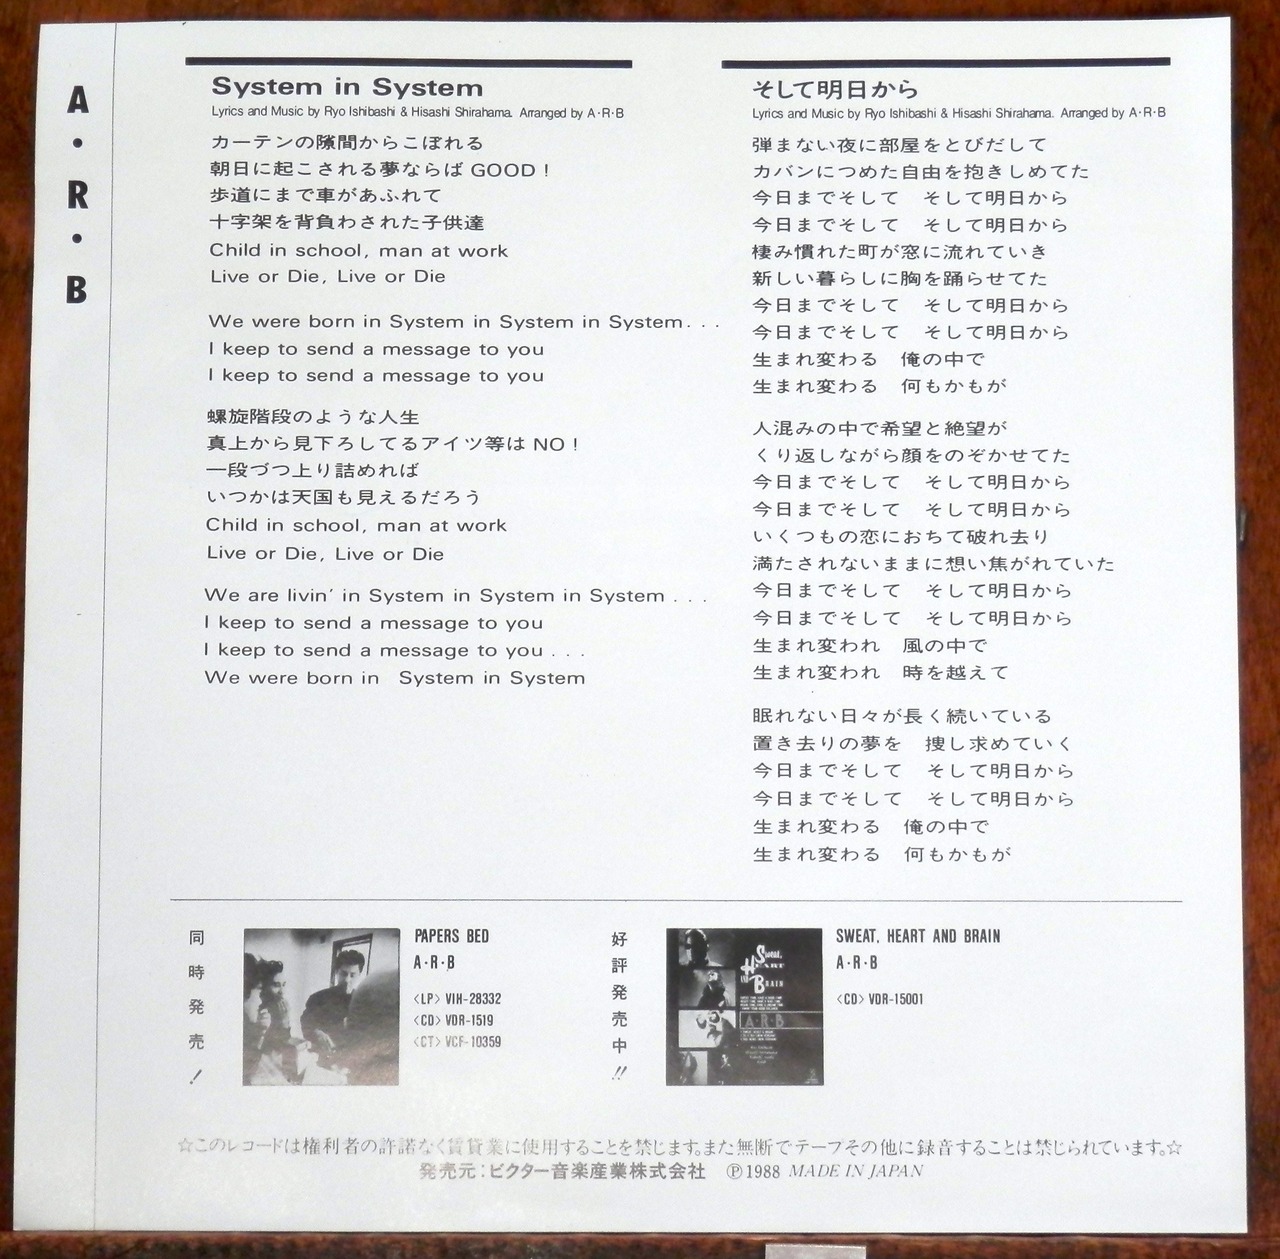 A・R・B
System in System
Lyrics and Music by Ryo Ishibashi & Hisashi Shirahama. Arranged by A・R・B
カーテンの隙間からこぼれる
朝日に起こされる夢ならば GOOD！
歩道にまで車があふれて
十字架を背負わされた子供達
Child in school, man at work
Live or Die, Live or Die
We were born in System in System in System. . .
I keep to send a message to you
I keep to send a message to you
螺旋階段のような人生
真上から見下ろしてるアイツ等は NO！
一段づつ上り詰めれば
いつかは天国も見えるだろう
Child in school, man at work
Live or Die, Live or Die
We are livin' in System in System in System . . .
I keep to send a message to you
I keep to send a message to you . . .
We were born in System in System
そして明日から
Lyrics and Music by Ryo Ishibashi & Hisashi Shirahama. Arranged by A・R・B
弾まない夜に部屋をとびだして
カバンにつめた自由を抱きしめてた
今日までそして　そして明日から
今日までそして　そして明日から
棲み慣れた町が窓に流れていき
新しい暮らしに胸を踊らせてた
今日までそして　そして明日から
今日までそして　そして明日から
生まれ変わる　俺の中で
生まれ変わる　何もかもが
人混みの中で希望と絶望が
くり返しながら顔をのぞかせてた
今日までそして　そして明日から
今日までそして　そして明日から
いくつもの恋におちて破れ去り
満たされないままに想い焦がれていた
今日までそして　そして明日から
今日までそして　そして明日から
生まれ変われ　風の中で
生まれ変われ　時を越えて
眠れない日々が長く続いている
置き去りの夢を　捜し求めていく
今日までそして　そして明日から
今日までそして　そして明日から
生まれ変わる　俺の中で
生まれ変わる　何もかもが
同時発売！
PAPERS BED
A・R・B
〈LP〉VIH-28332
〈CD〉VDR-1519
〈CT〉VCF-10359
好評発売中!!
Sweat,
HEART
AND BRAIN
A・R・B
SWEAT, HEART AND BRAIN
A・R・B
〈CD〉VDR-15001
☆このレコードは権利者の許諾なく賃貸業に使用することを禁じます。また無断でテープその他に録音することは禁じられています。☆
発売元：ビクター音楽産業株式会社　Ⓟ1988 MADE IN JAPAN